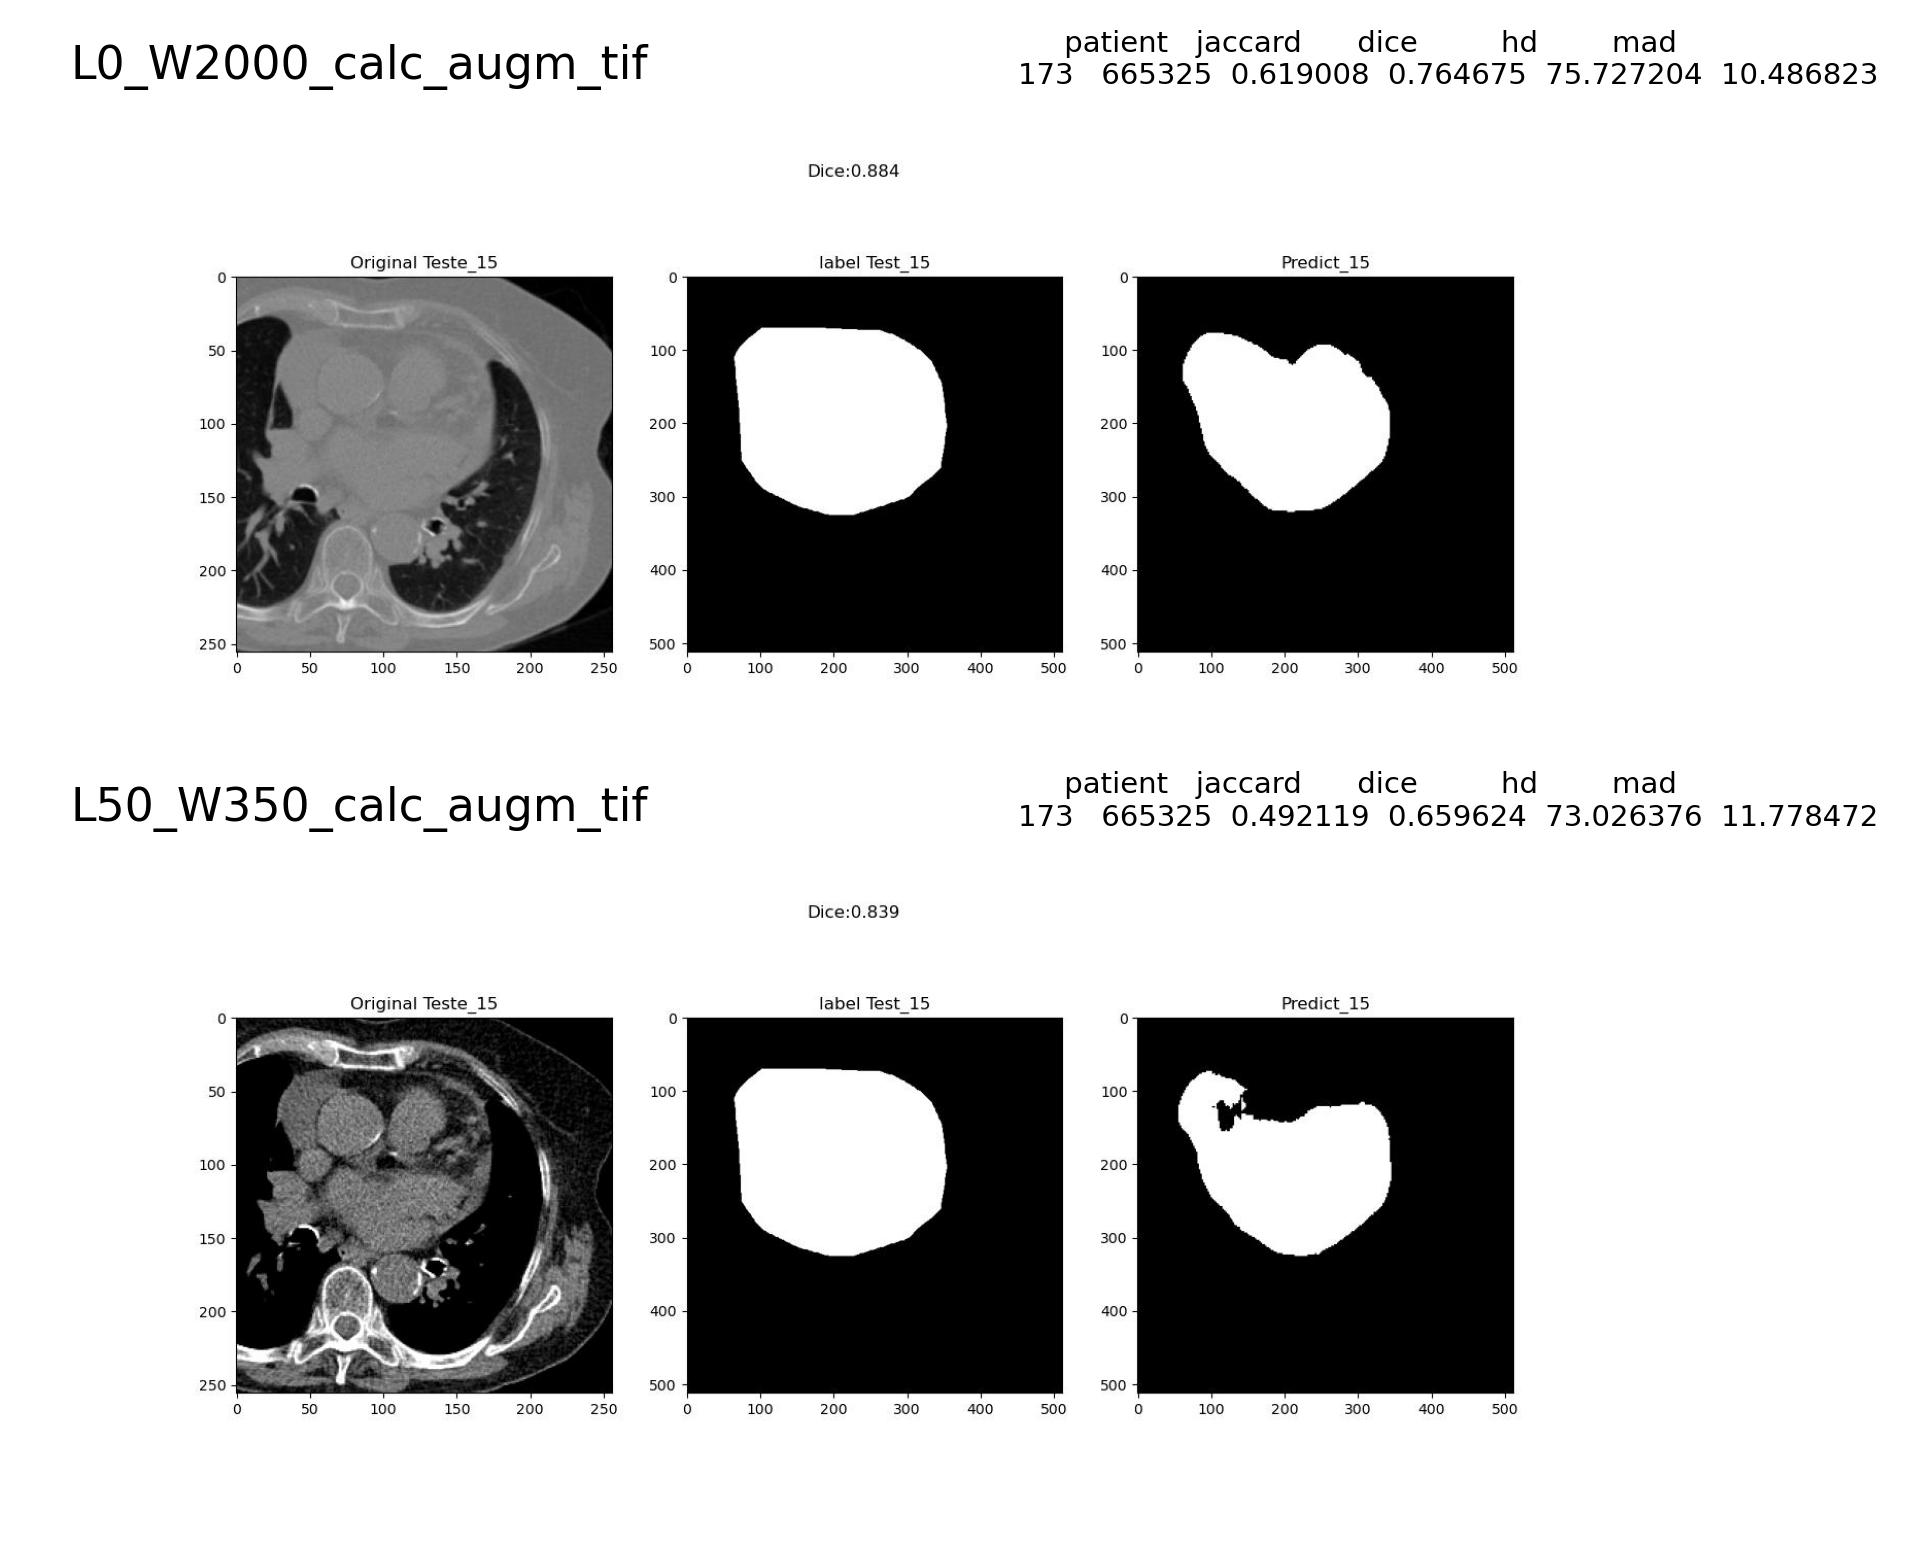 L0_W2000_calc_augm_tif
patient jaccard dice hd mad
173 665325 0.619008 0.764675 75.727204 10.486823
Dice:0.884
Original Teste_15
label Test_15
Predict_15
0
50
100
150
200
250
0 50 100 150 200 250
0
100
200
300
400
500
0 100 200 300 400 500
0
100
200
300
400
500
0 100 200 300 400 500
L50_W350_calc_augm_tif
patient jaccard dice hd mad
173 665325 0.492119 0.659624 73.026376 11.778472
Dice:0.839
Original Teste_15
label Test_15
Predict_15
0
50
100
150
200
250
0 50 100 150 200 250
0
100
200
300
400
500
0 100 200 300 400 500
0
100
200
300
400
500
0 100 200 300 400 500